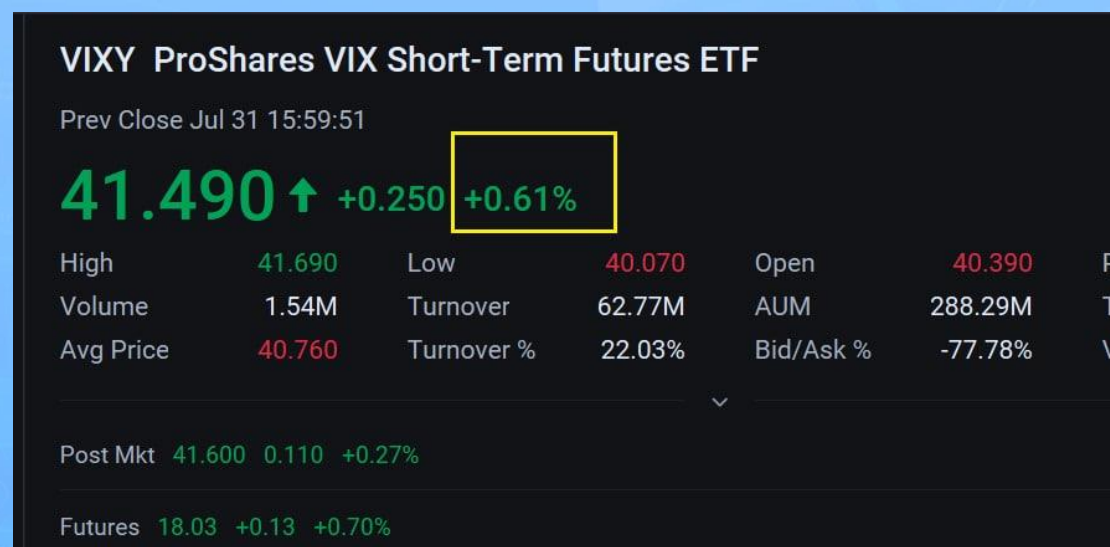 VIXY ProShares VIX Short-Term Futures ETF
Prev Close Jul 31 15:59:51
41.490 +0.250 +0.61%
High 41.690 Low 40.070 Open 40.390
Volume 1.54M Turnover 62.77M AUM 288.29M
Avg Price 40.760 Turnover % 22.03% Bid/Ask % -77.78%
Post Mkt 41.600 0.110 +0.27%
Futures 18.03 +0.13 +0.70%